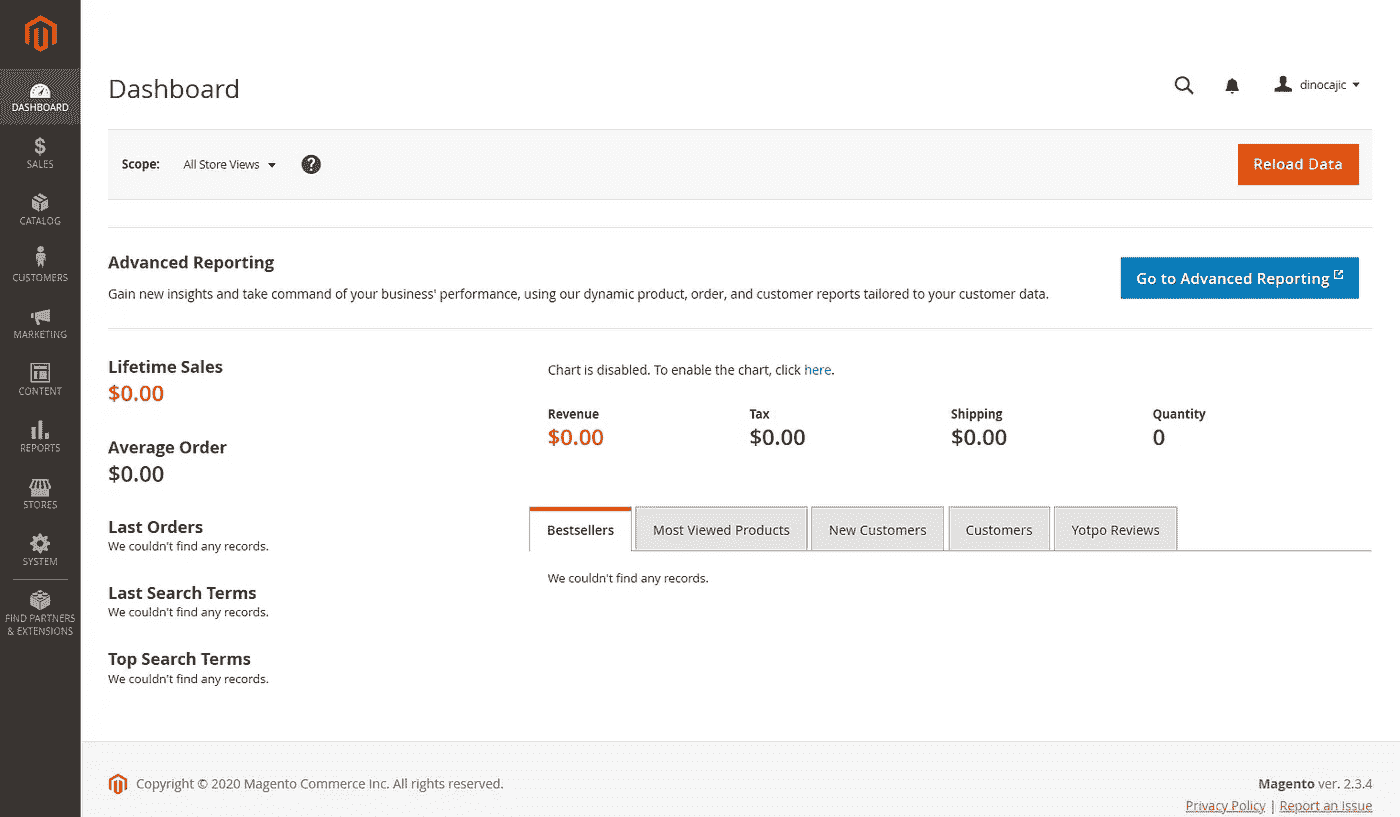 Dashboard
dinocajic
DASHBOARD
SALES
CATALOG
CUSTOMERS
MARKETING
CONTENT
REPORTS
STORES
SYSTEM
FIND PARTNERS
& EXTENSIONS
Scope: All Store Views ?
Reload Data
Advanced Reporting
Gain new insights and take command of your business' performance, using our dynamic product, order, and customer reports tailored to your customer data.
Go to Advanced Reporting
Lifetime Sales
$0.00
Average Order
$0.00
Last Orders
We couldn't find any records.
Last Search Terms
We couldn't find any records.
Top Search Terms
We couldn't find any records.
Chart is disabled. To enable the chart, click here.
Revenue Tax Shipping Quantity
$0.00 $0.00 $0.00 0
Bestsellers Most Viewed Products New Customers Customers Yotpo Reviews
We couldn't find any records.
Copyright © 2020 Magento Commerce Inc. All rights reserved.
Magento ver. 2.3.4
Privacy Policy | Report an Issue